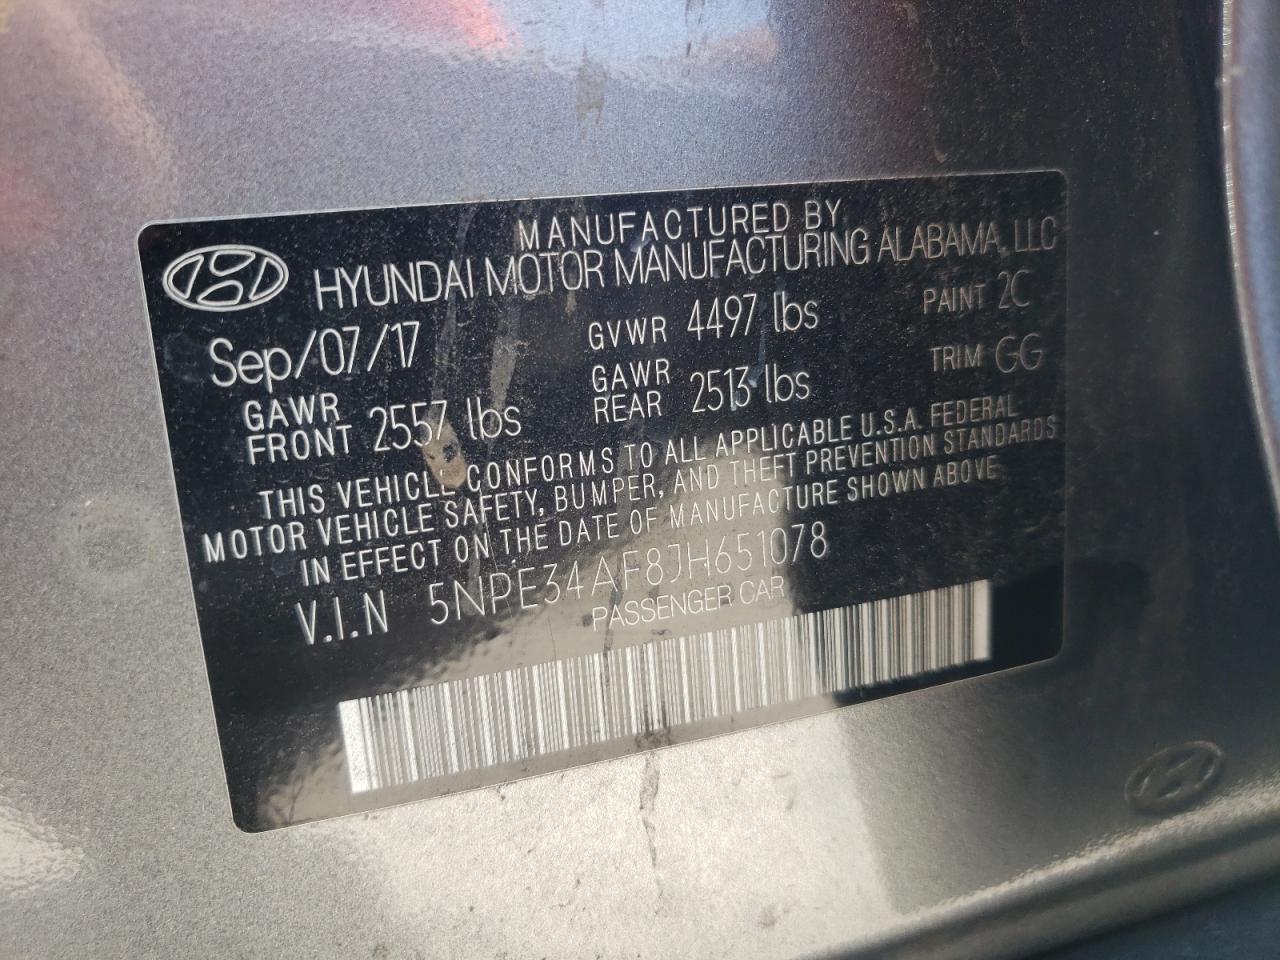 MANUFACTURED BY
HYUNDAI MOTOR MANUFACTURING ALABAMA, LLC
Sep/07/17 GVWR 4497 lbs PAINT 2C
GAWR FRONT 2557 lbs GAWR REAR 2513 lbs TRIM GG
THIS VEHICLE CONFORMS TO ALL APPLICABLE U.S.A. FEDERAL
MOTOR VEHICLE SAFETY, BUMPER, AND THEFT PREVENTION STANDARDS
IN EFFECT ON THE DATE OF MANUFACTURE SHOWN ABOVE
V.I.N 5NPE34AF8JH651078
PASSENGER CAR